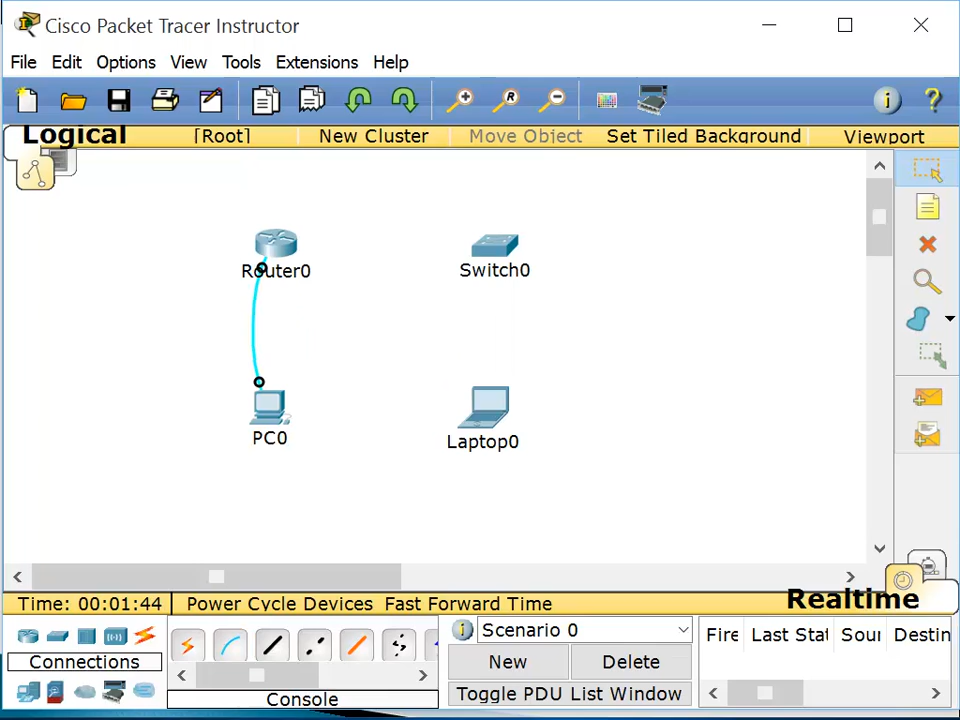 Cisco Packet Tracer Instructor
File Edit Options View Tools Extensions Help
Logical [Root] New Cluster Move Object Set Tiled Background Viewport
Router0 Switch0
PC0 Laptop0
Realtime
Time: 00:01:44 Power Cycle Devices Fast Forward Time
Scenario 0
Fire Last Stat Sour Destin
Connections
New Delete
Toggle PDU List Window
Console